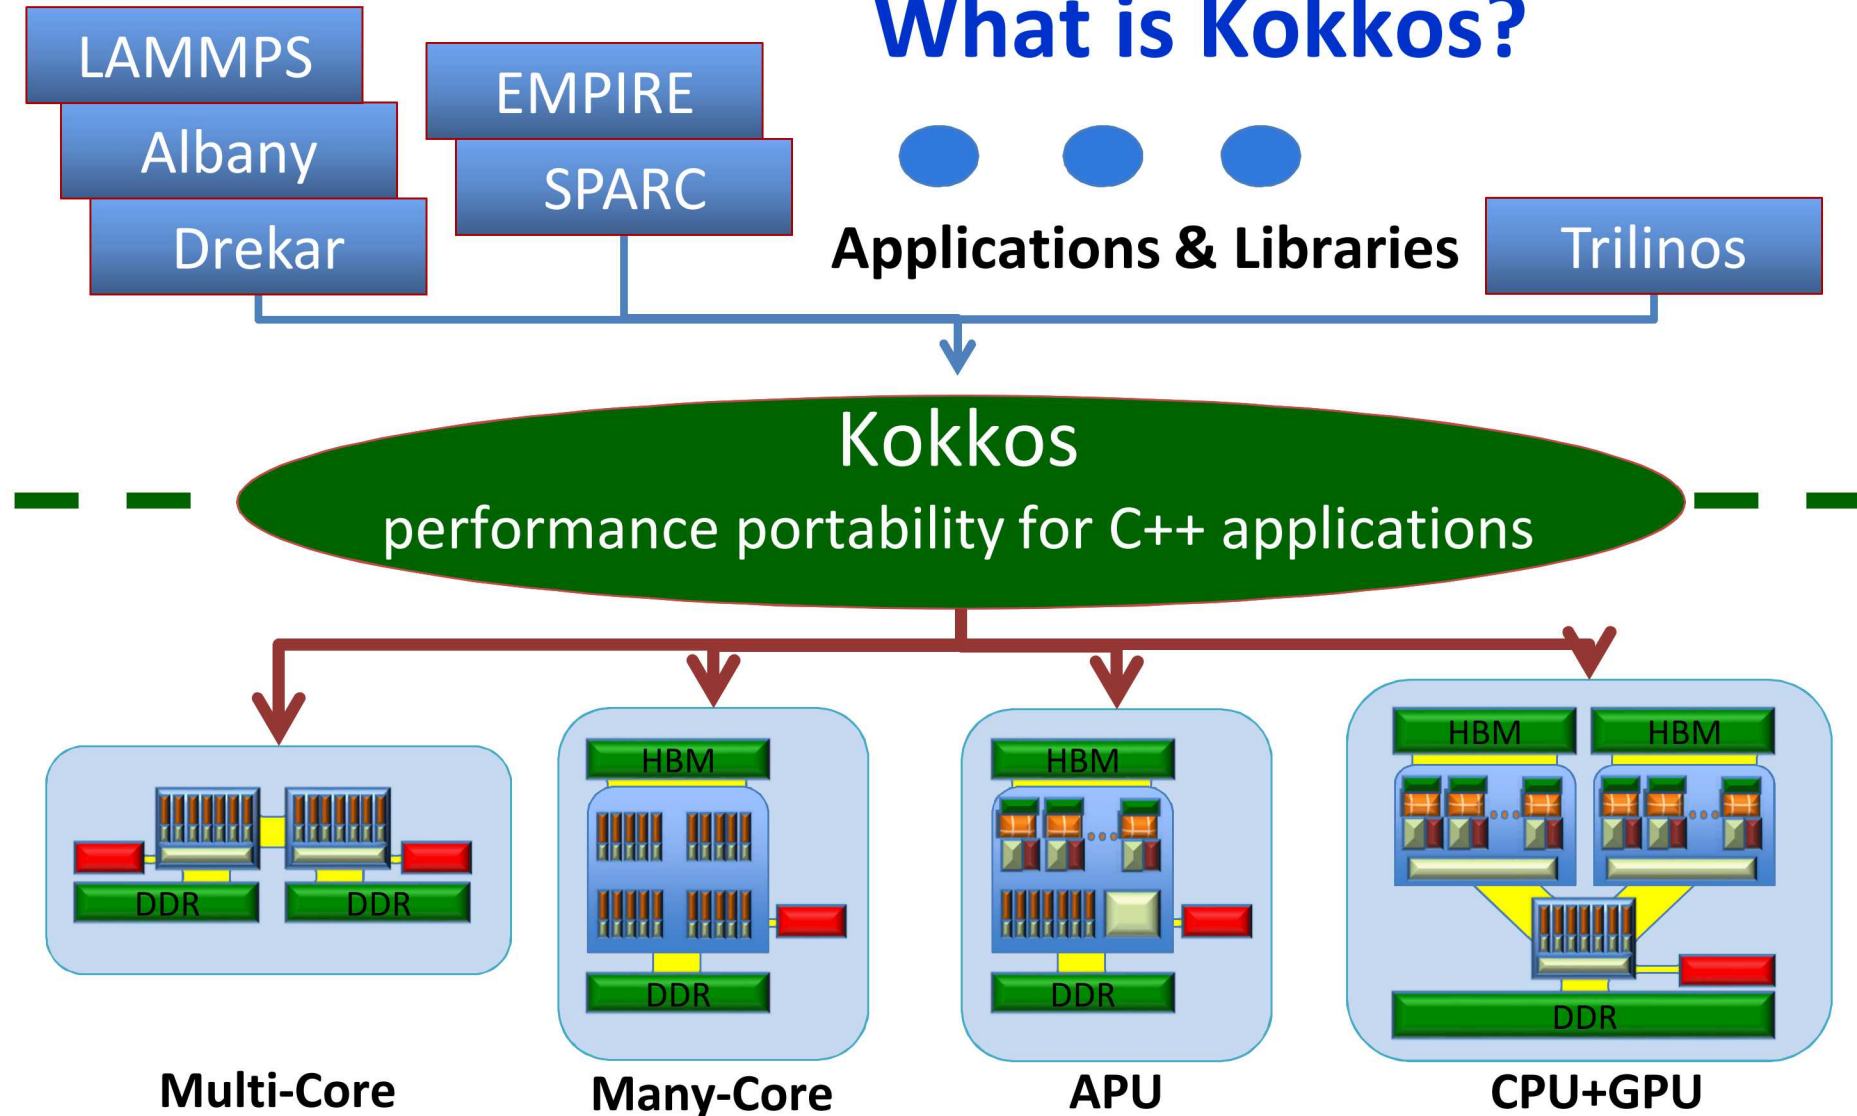 What is Kokkos?
LAMMPS
Albany
Drekar
EMPIRE
SPARC
Applications & Libraries
Trilinos
Kokkos
performance portability for C++ applications
DDR
DDR
HBM
DDR
HBM
DDR
HBM
HBM
DDR
Multi-Core
Many-Core
APU
CPU+GPU